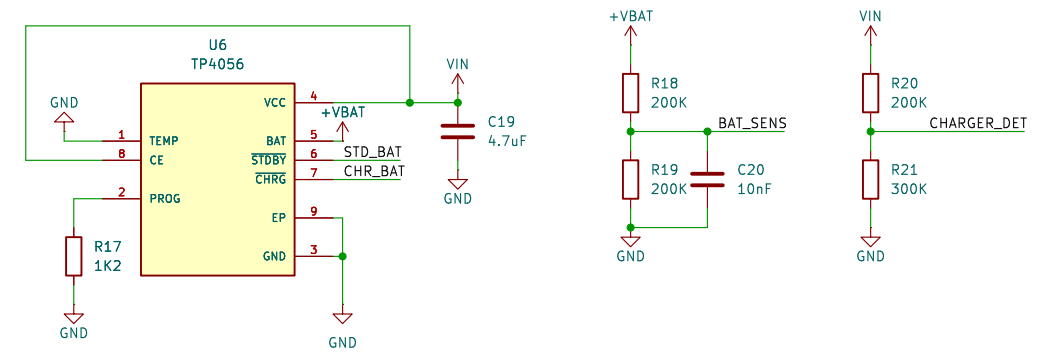 U6
TP4056
GND
1
TEMP
8
CE
2
PROG
R17
1K2
GND
VCC
4
BAT
5
STDBY
6
CHRG
7
EP
9
GND
3
+VBAT
STD_BAT
CHR_BAT
GND
VIN
C19
4.7uF
GND
+VBAT
R18
200K
BAT_SENS
R19
200K
C20
10nF
GND
VIN
R20
200K
CHARGER_DET
R21
300K
GND